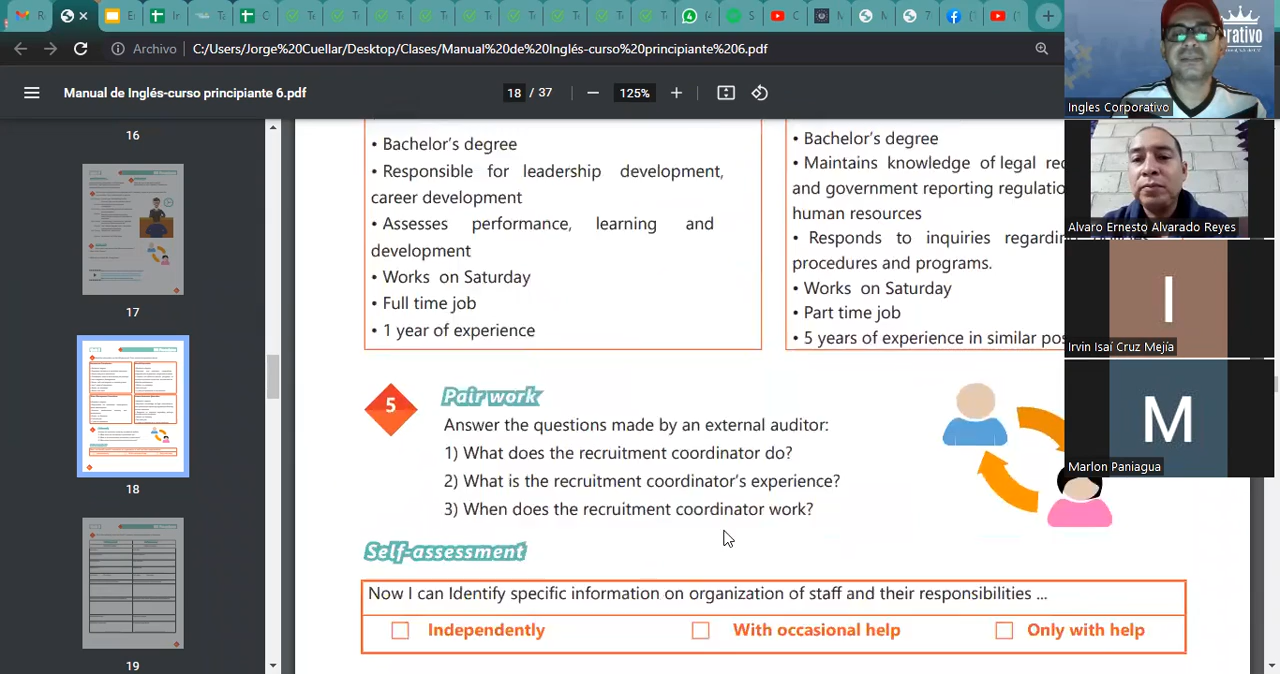 Archivo
C:/Users/Jorge%20Cuellar/Desktop/Clases/Manual%20de%20Inglés-curso%20principiante%206.pdf
Manual de Inglés-curso principiante 6.pdf
18 / 37
125%
16
17
18
19
• Bachelor's degree
• Responsible for leadership development,
career development
• Assesses performance, learning and
development
• Works on Saturday
• Full time job
• 1 year of experience
• Bachelor's degree
• Maintains knowledge of legal
and government reporting
human resources
• Responds to inquiries
procedures and programs.
• Works on Saturday
• Part time job
• 5 years of experience in similar
5
Pair work
Answer the questions made by an external auditor:
1) What does the recruitment coordinator do?
2) What is the recruitment coordinator's experience?
3) When does the recruitment coordinator work?
Self-assessment
Now I can Identify specific information on organization of staff and their responsibilities ...
Independently
With occasional help
Only with help
Ingles Corporativo
Alvaro Ernesto Alvarado Reyes
I
Irvin Isaí Cruz Mejía
M
Marlon Paniagua